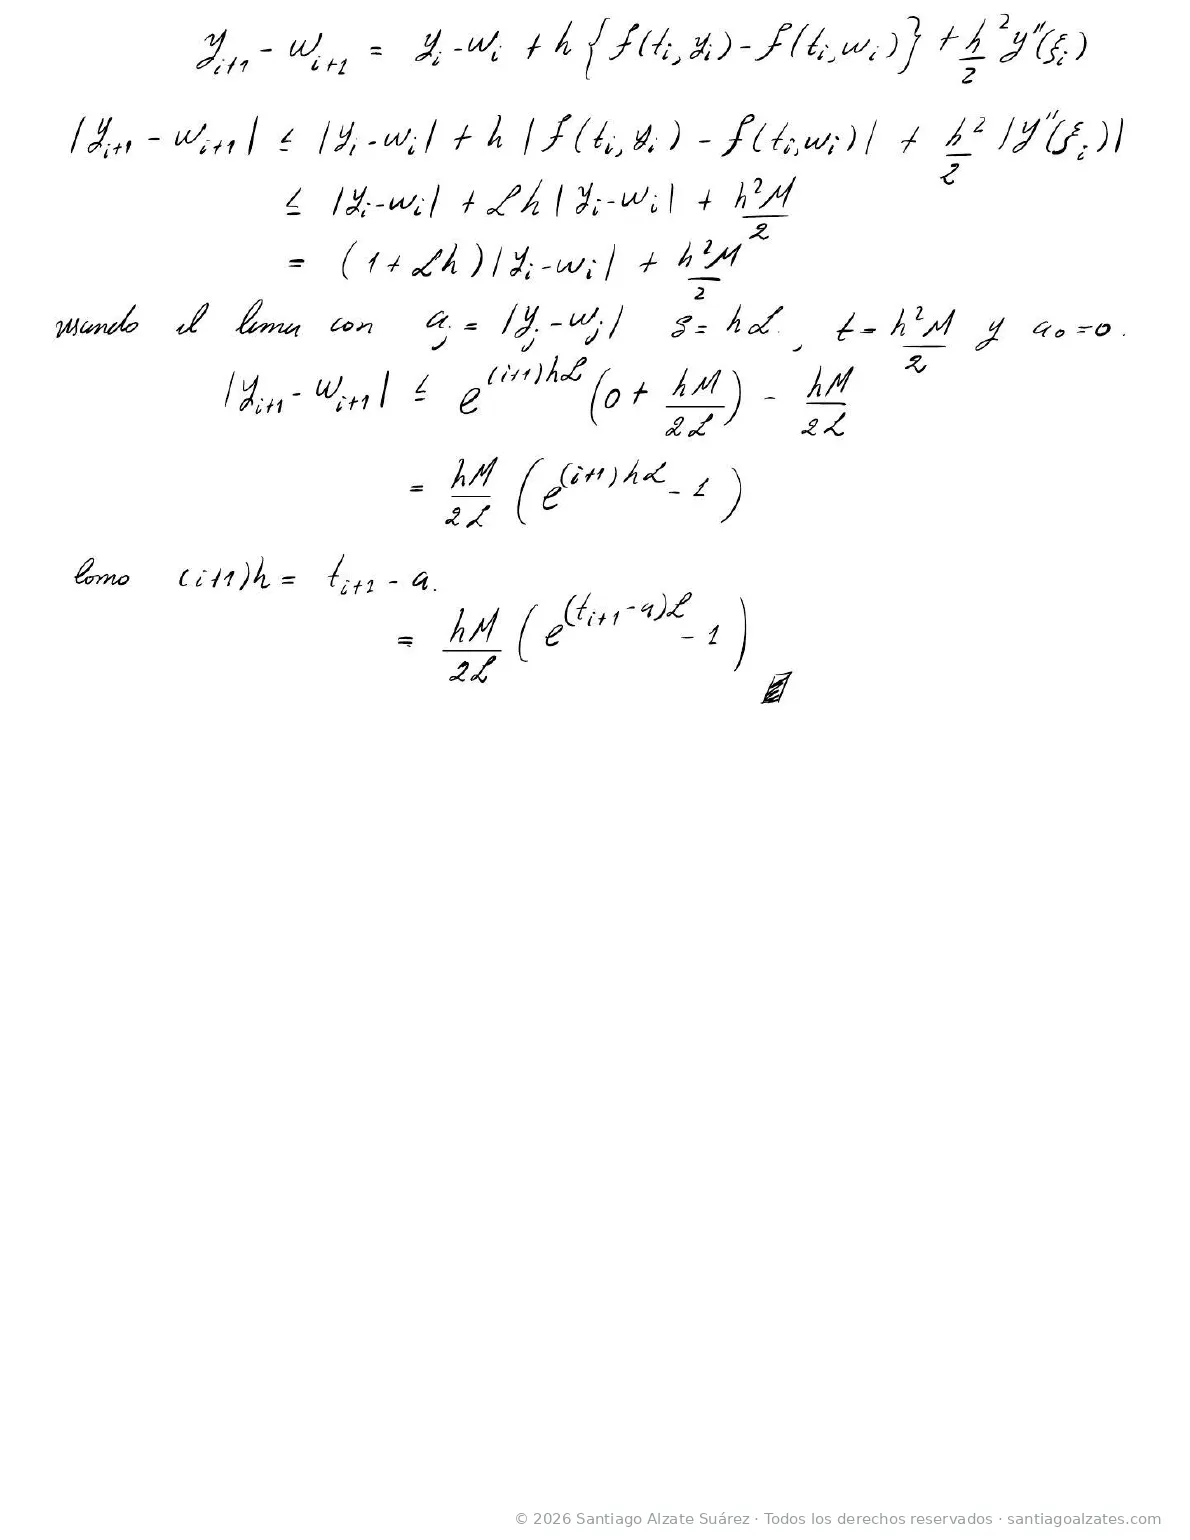 y_{i+1} - w_{i+1} = y_i - w_i + h { f(t_i, y_i) - f(t_i, w_i) } + h²/2 y''(ξ_i)
|y_{i+1} - w_{i+1}| ≤ |y_i - w_i| + h |f(t_i, y_i) - f(t_i, w_i)| + h²/2 |y''(ξ_i)|
≤ |y_i - w_i| + Lh |y_i - w_i| + h²M/2
= (1 + Lh) |y_i - w_i| + h²M/2
usando el lema con a_j = |y_j - w_j| s = hL, t = h²M/2 y a_0 = 0.
|y_{i+1} - w_{i+1}| ≤ e^{(i+1)hL} (0 + hM/2L) - hM/2L
= hM/2L (e^{(i+1)hL} - 1)
Como (i+1)h = t_{i+1} - a.
= hM/2L (e^{(t_{i+1} - a)L} - 1)
© 2026 Santiago Alzate Suárez · Todos los derechos reservados · santiagoalzates.com